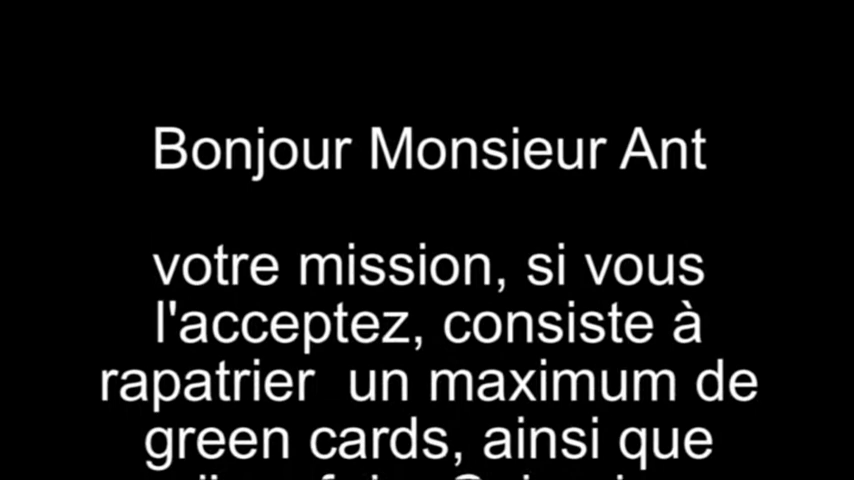 Bonjour Monsieur Ant
votre mission, si vous
l'acceptez, consiste à
rapatrier un maximum de
green cards, ainsi que